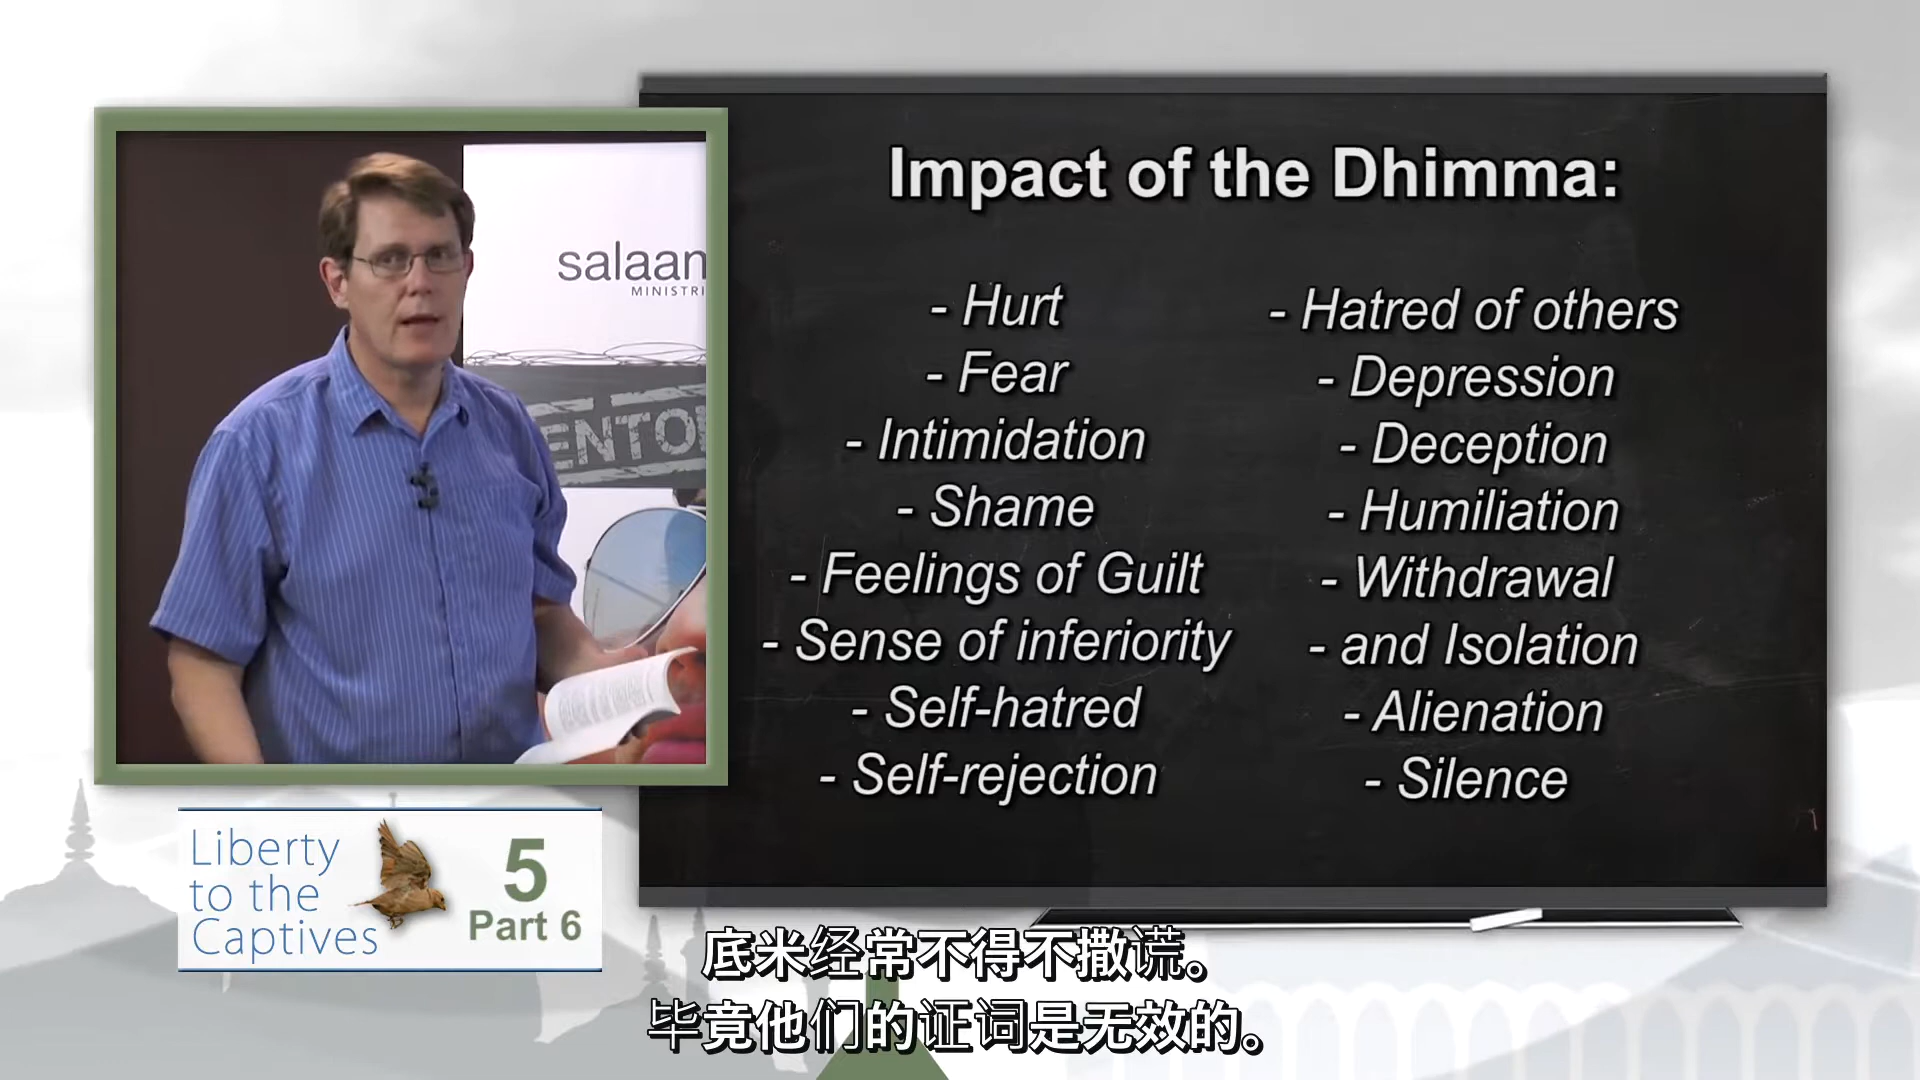 salaam
MINISTRI
ENTO
Impact of the Dhimma:
- Hurt
- Fear
- Intimidation
- Shame
- Feelings of Guilt
- Sense of inferiority
- Self-hatred
- Self-rejection
- Hatred of others
- Depression
- Deception
- Humiliation
- Withdrawal
- and Isolation
- Alienation
- Silence
Liberty
to the
Captives
5
Part 6
底米经常不得不撒谎。
毕竟他们的证词是无效的。